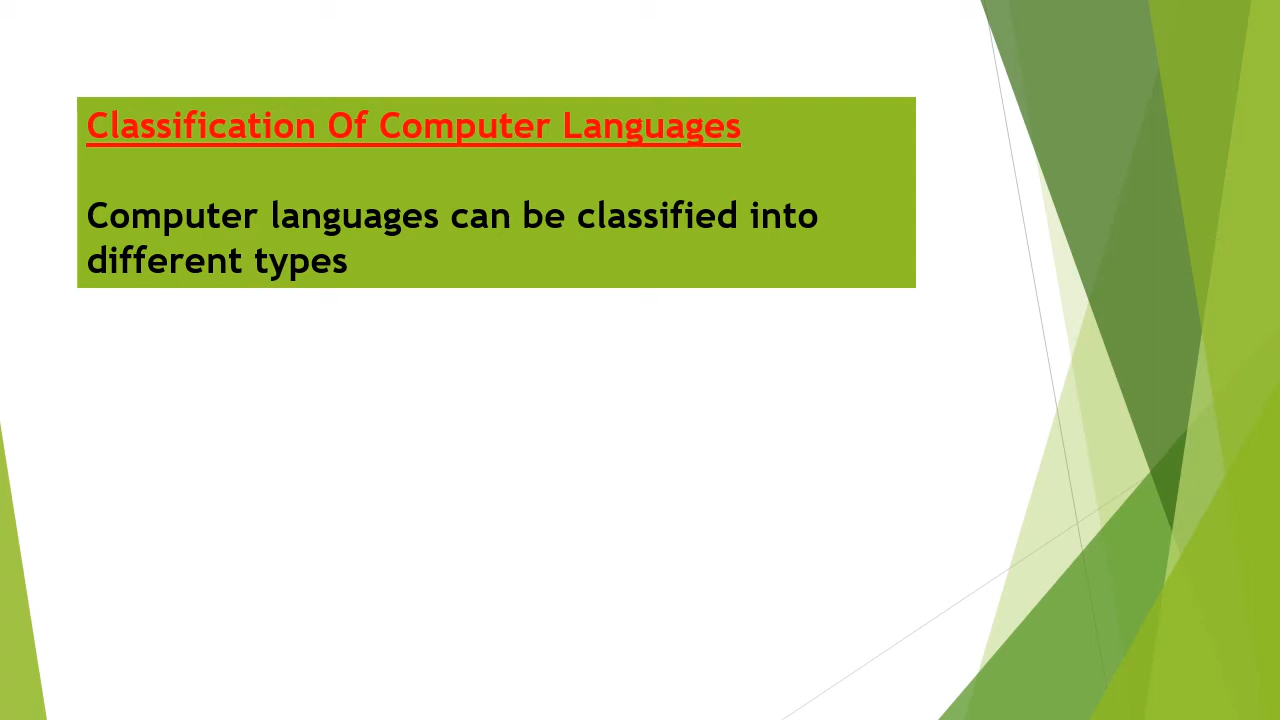 Classification Of Computer Languages
Computer languages can be classified into
different types